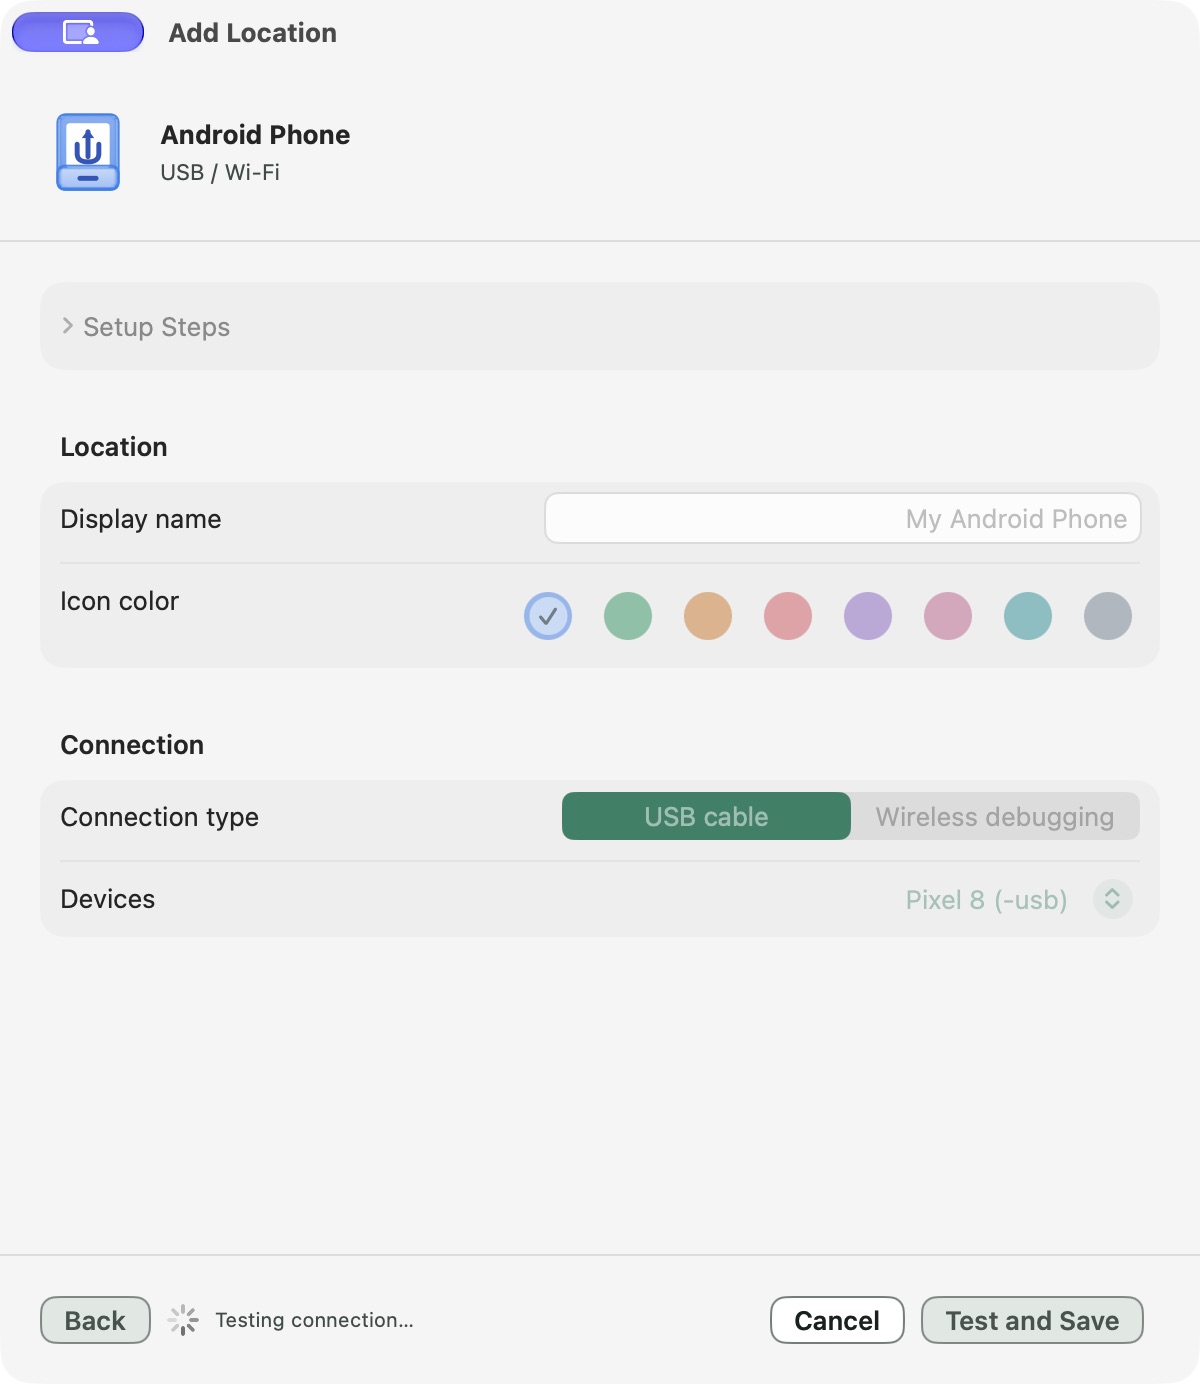 Add Location
Android Phone
USB / Wi-Fi
Setup Steps
Location
Display name
My Android Phone
Icon color
Connection
Connection type
USB cable
Wireless debugging
Devices
Pixel 8 (-usb)
Back
Testing connection...
Cancel
Test and Save